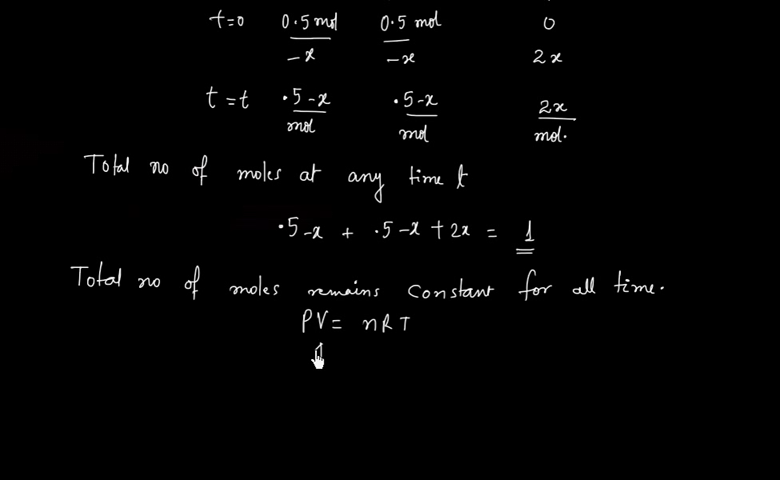 t=0 0.5 mol 0.5 mol 0
-x -x 2x
t=t .5-x .5-x 2x
mol mol mol.
Total no of moles at any time t
.5-x + .5-x+2x = 1
Total no of moles remains constant for all time.
PV= nRT